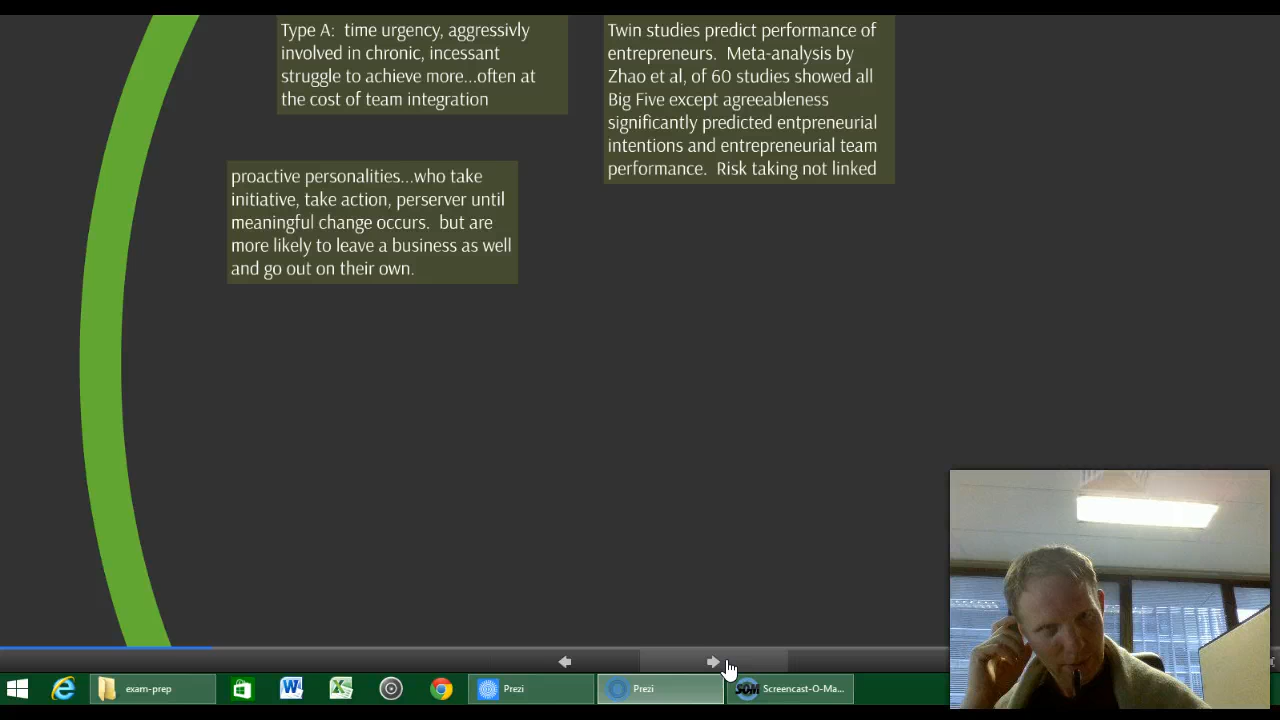 Type A: time urgency, aggressivly
involved in chronic, incessant
struggle to achieve more...often at
the cost of team integration
Twin studies predict performance of
entrepreneurs. Meta-analysis by
Zhao et al, of 60 studies showed all
Big Five except agreeableness
significantly predicted entpreneurial
intentions and entrepreneurial team
performance. Risk taking not linked
proactive personalities...who take
initiative, take action, perserver until
meaningful change occurs. but are
more likely to leave a business as well
and go out on their own.
exam-prep
Prezi
Prezi
SOM
Screencast-O-Ma...